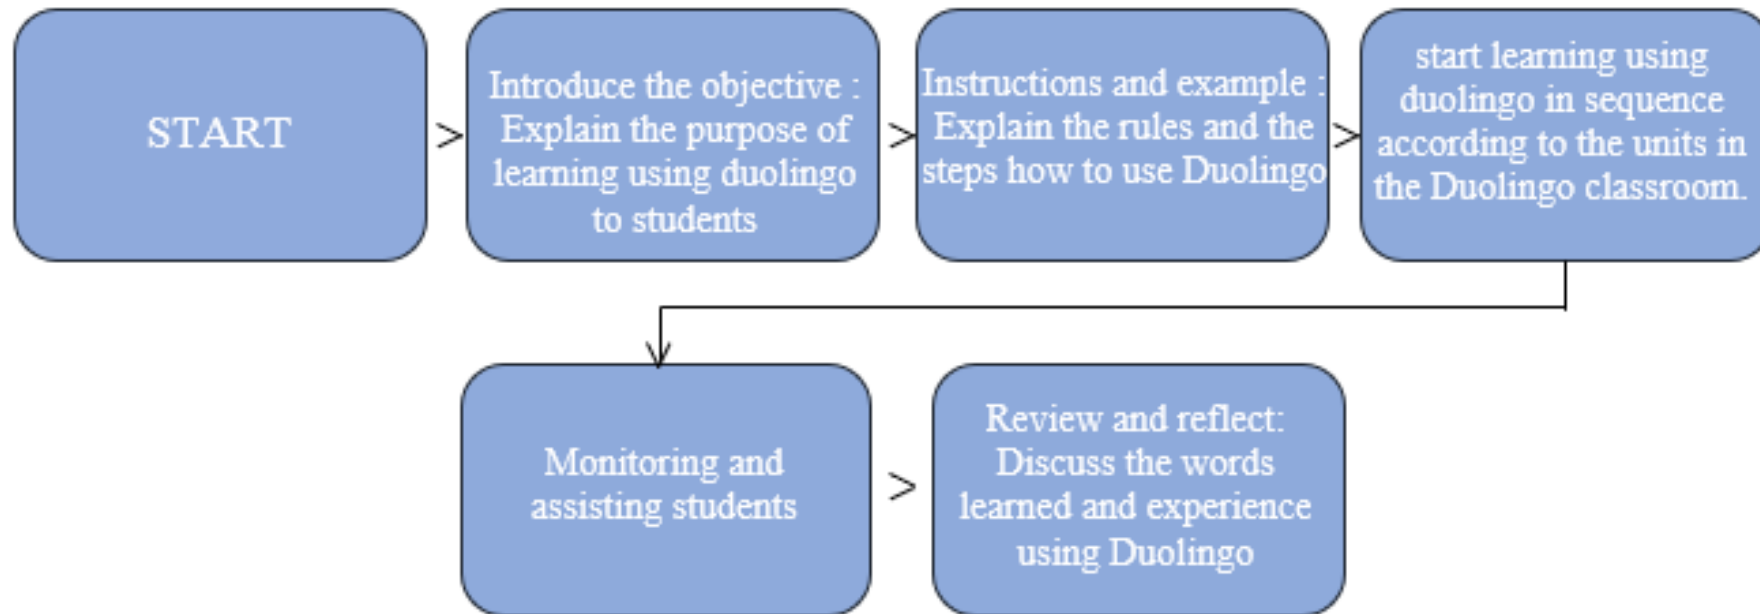 START
>
Introduce the objective :
Explain the purpose of
learning using duolingo
to students
>
Instructions and example :
Explain the rules and the
steps how to use Duolingo
>
start learning using
duolingo in sequence
according to the units in
the Duolingo classroom.
Monitoring and
assisting students
>
Review and reflect:
Discuss the words
learned and experience
using Duolingo